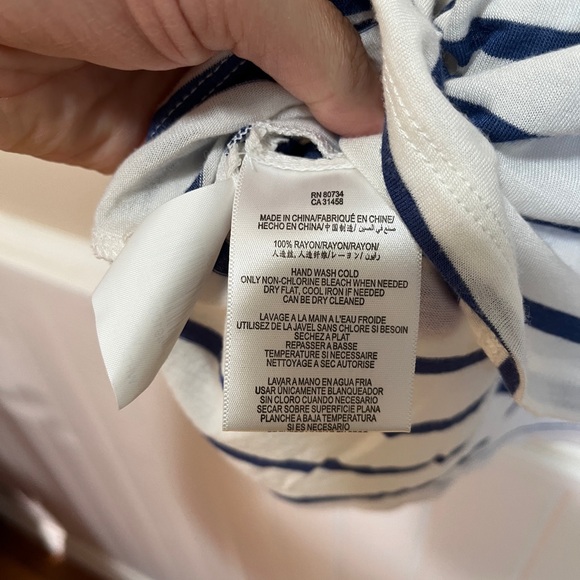 RN 80734
CA 31458
MADE IN CHINA/FABRIQUÉ EN CHINE/
HECHO EN CHINA/中国制造/ صنع في الصين/
100% RAYON/RAYON/RAYON/
人造丝, 人造纤维/レーヨン/ رايون/
HAND WASH COLD
ONLY NON-CHLORINE BLEACH WHEN NEEDED
DRY FLAT, COOL IRON IF NEEDED
CAN BE DRY CLEANED
LAVAGE A LA MAIN A L'EAU FROIDE
UTILISEZ DE LA JAVEL SANS CHLORE SI BESOIN
SECHEZ A PLAT
REPASSER A BASSE
TEMPERATURE SI NECESSAIRE
NETTOYAGE A SEC AUTORISE
LAVAR A MANO EN AGUA FRIA
USAR ÚNICAMENTE BLANQUEADOR
SIN CLORO CUANDO NECESARIO
SECAR SOBRE SUPERFICIE PLANA
PLANCHE A BAJA TEMPERATURA
SI ES NECESARIO